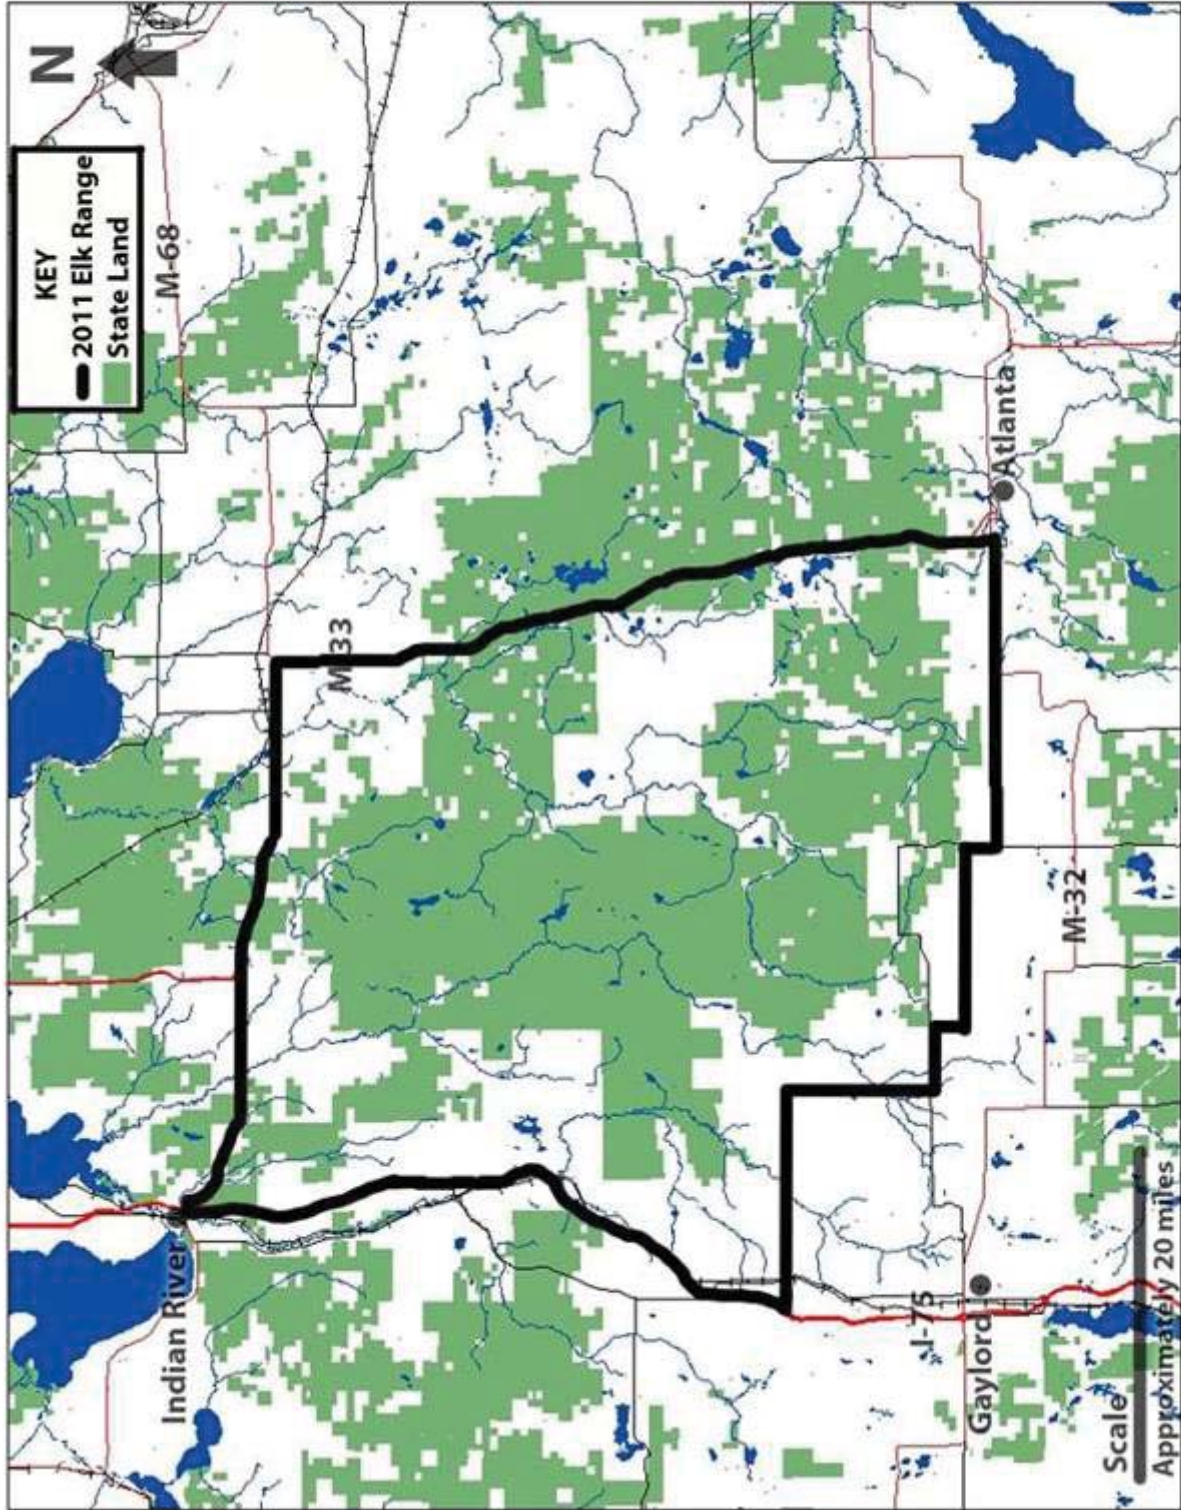 N
KEY
2011 Elk Range
State Land
M-68
M-33
Indian River
Atlanta
M-32
I-75
Gaylord
Scale
Approximately 20 miles